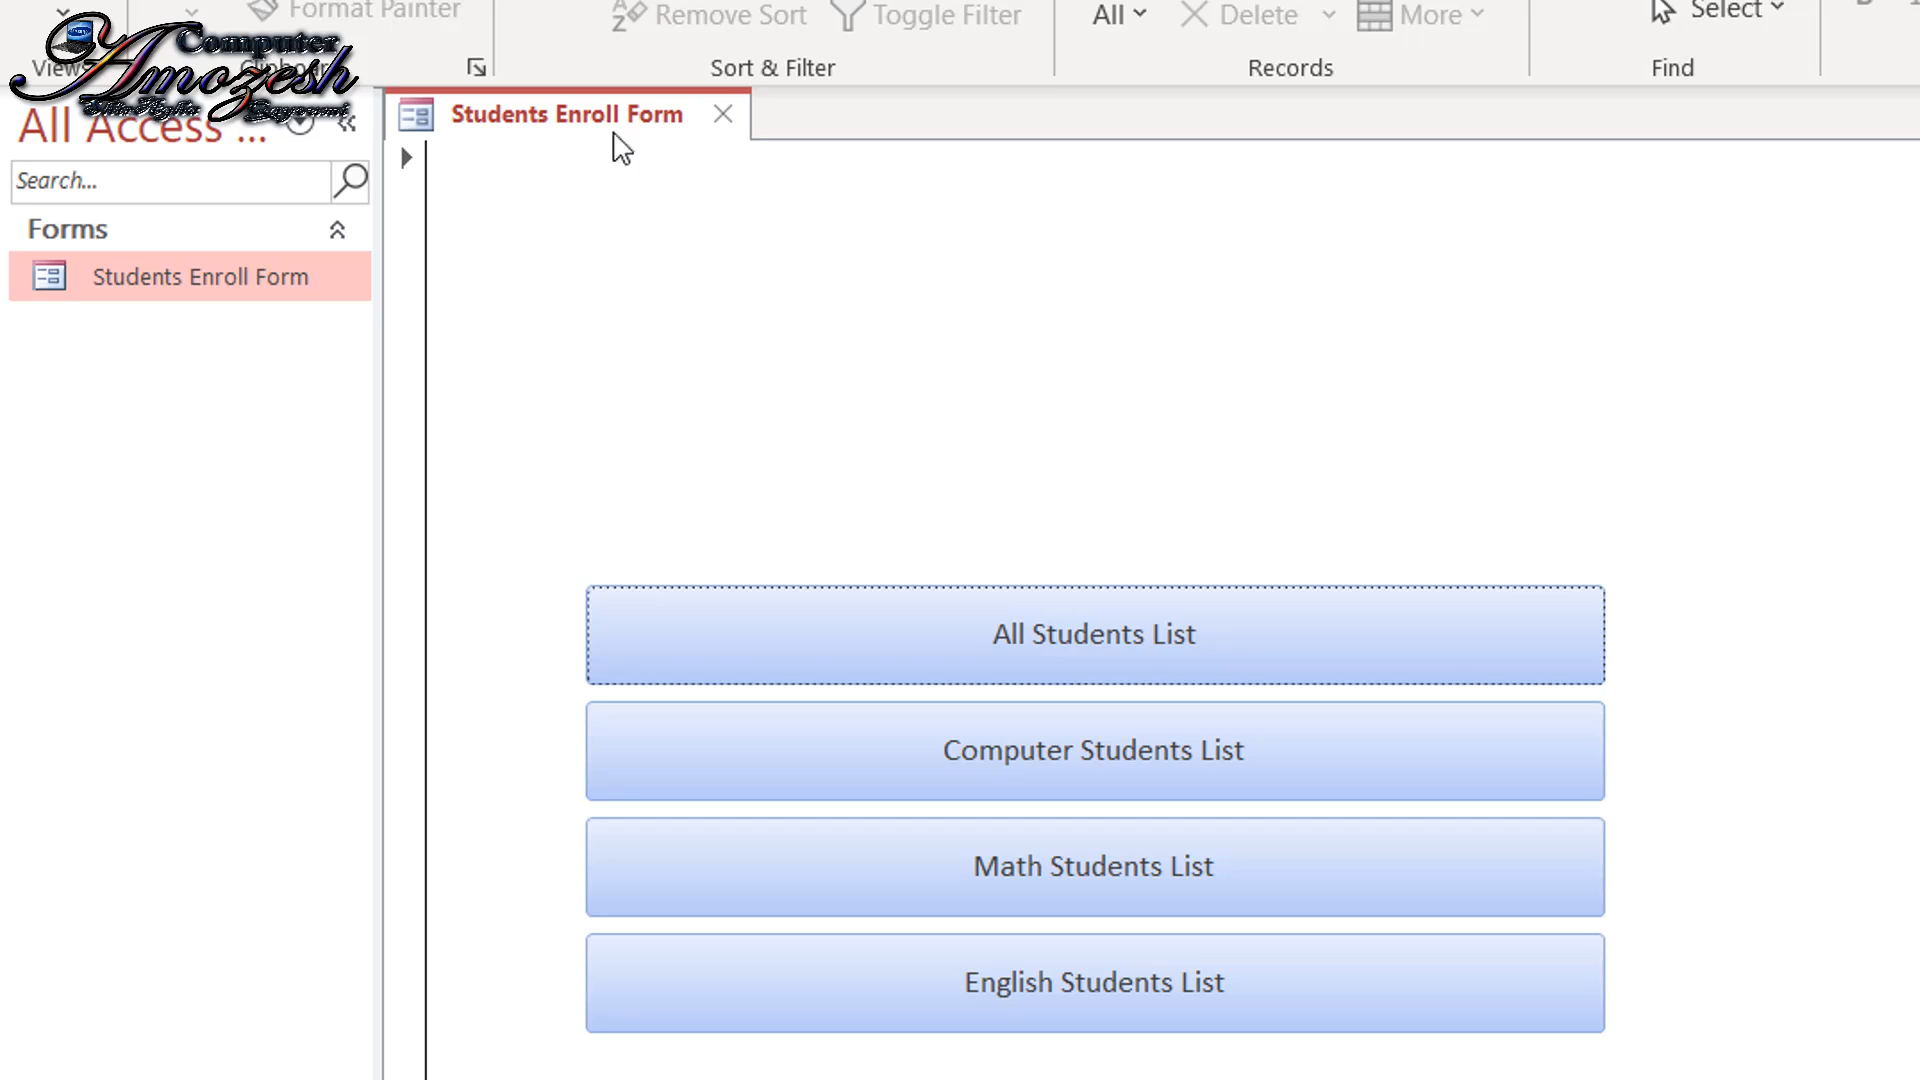 Format Painter
Remove Sort
Toggle Filter
All
Delete
More
Select
Views
Clipboard
Sort & Filter
Records
Find
Computer
Amozesh
All Access ...
Students Enroll Form
Search...
Forms
Students Enroll Form
All Students List
Computer Students List
Math Students List
English Students List